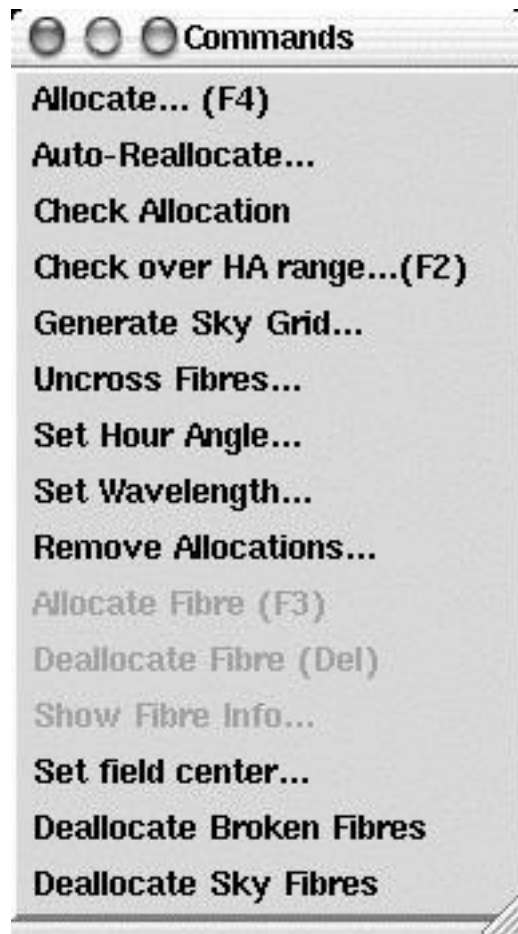 Commands
Allocate... (F4)
Auto-Reallocate...
Check Allocation
Check over HA range...(F2)
Generate Sky Grid...
Uncross Fibres...
Set Hour Angle...
Set Wavelength...
Remove Allocations...
Allocate Fibre (F3)
Deallocate Fibre (Del)
Show Fibre Info...
Set field center...
Deallocate Broken Fibres
Deallocate Sky Fibres